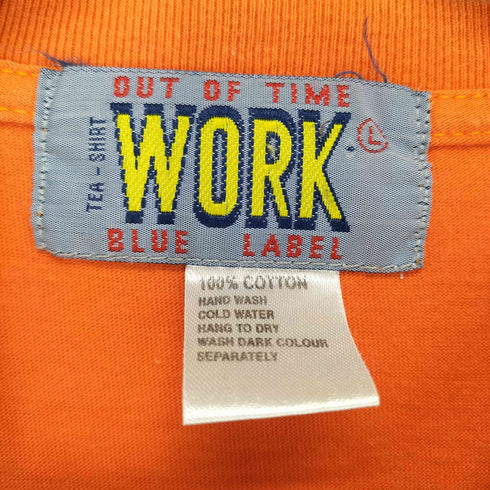 OUT OF TIME
TEA-SHIRT
WORK
L
BLUE LABEL
100% COTTON
HAND WASH
COLD WATER
HANG TO DRY
WASH DARK COLOUR
SEPARATELY